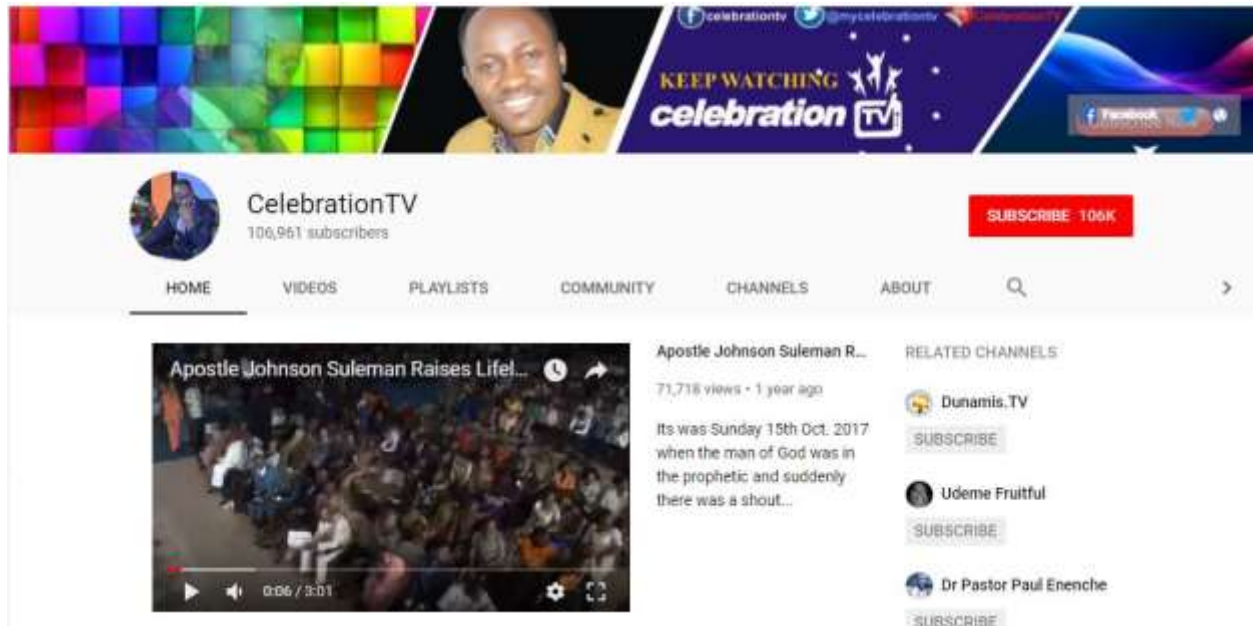 celebrationtv @mycelebrationtv CelebrationTV
KEEP WATCHING
celebration TV
Facebook
CelebrationTV
106,961 subscribers
SUBSCRIBE 106K
HOME VIDEOS PLAYLISTS COMMUNITY CHANNELS ABOUT
Apostle Johnson Suleman Raises Lifel...
0:06 / 3:01
Apostle Johnson Suleman R...
71,718 views • 1 year ago
Its was Sunday 15th Oct. 2017
when the man of God was in
the prophetic and suddenly
there was a shout...
RELATED CHANNELS
Dunamis.TV
SUBSCRIBE
Udeme Fruitful
SUBSCRIBE
Dr Pastor Paul Enenche
SUBSCRIBE